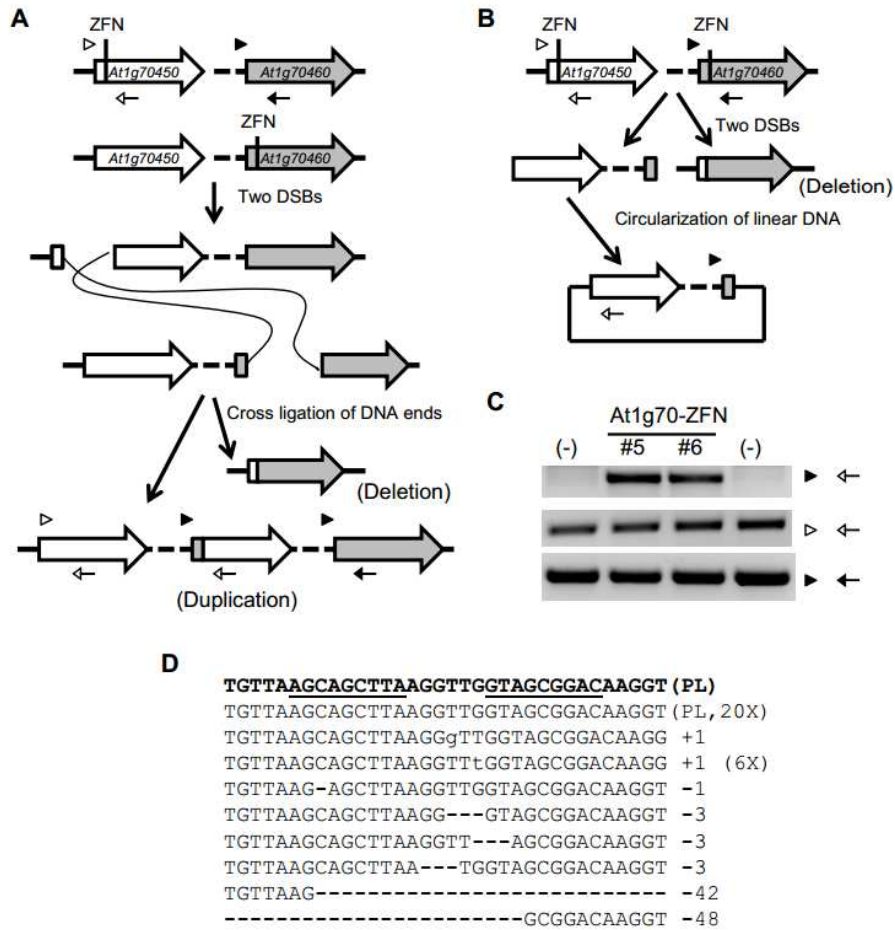 A
ZFN
At1g70450
At1g70460
ZFN
At1g70450
At1g70460
Two DSBs
Cross ligation of DNA ends
(Deletion)
(Duplication)
B
ZFN
ZFN
At1g70450
At1g70460
Two DSBs
(Deletion)
Circularization of linear DNA
C
At1g70-ZFN
(-) #5 #6 (-)
D
TGTTAAGCAGCTTAAGGTTGGTAGCGGACAAGGT (PL)
TGTTAAGCAGCTTAAGGTTGGTAGCGGACAAGGT (PL,20X)
TGTTAAGCAGCTTAAGGgTTGGTAGCGGACAAGG +1
TGTTAAGCAGCTTAAGGTTtGGTAGCGGACAAGG +1 (6X)
TGTTAAG-AGCTTAAGGTTGGTAGCGGACAAGGT -1
TGTTAAGCAGCTTAAGG---GTAGCGGACAAGGT -3
TGTTAAGCAGCTTAAGGTT---AGCGGACAAGGT -3
TGTTAAGCAGCTTAA---TGGTAGCGGACAAGGT -3
TGTTAAG--------------------------- -42
-----------------------GCGGACAAGGT -48